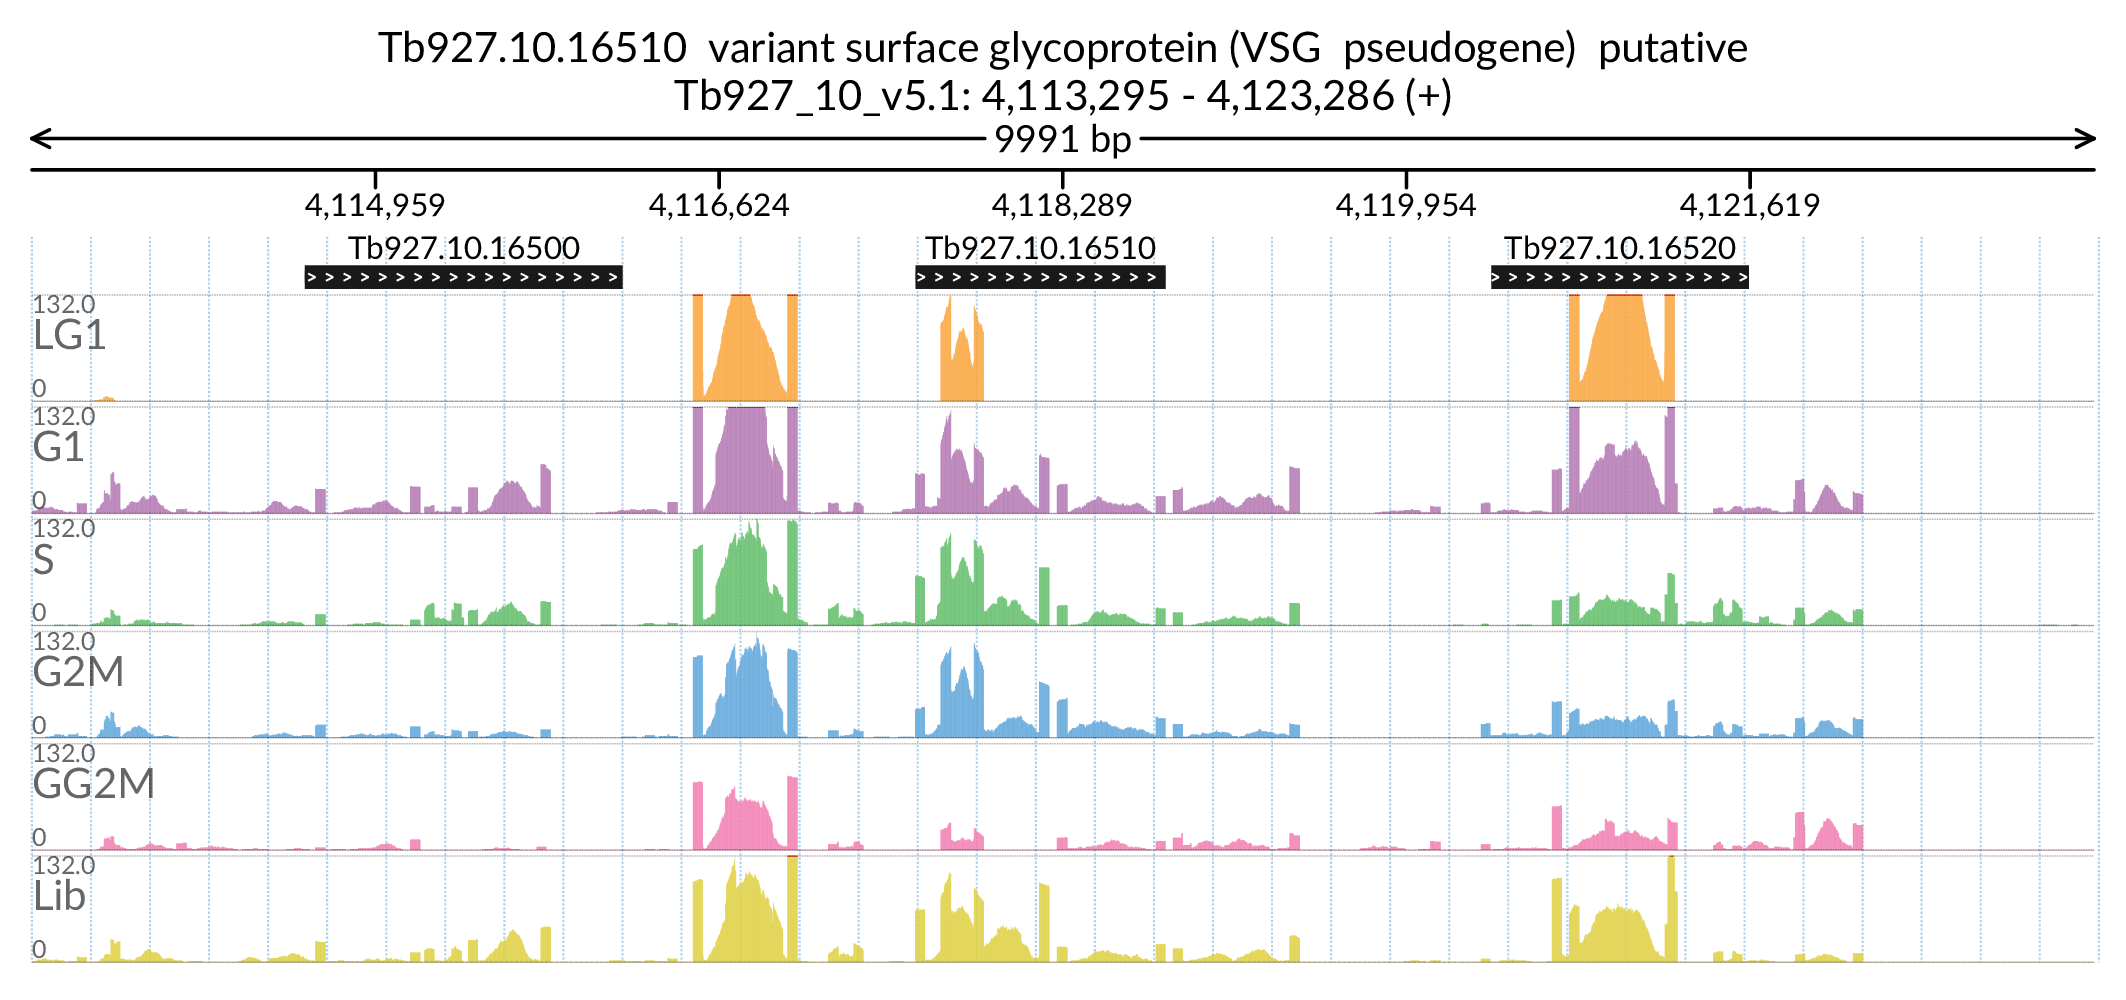 Tb927.10.16510 variant surface glycoprotein (VSG pseudogene) putative
Tb927_10_v5.1: 4,113,295 - 4,123,286 (+)
9991 bp
4,114,959 4,116,624 4,118,289 4,119,954 4,121,619
Tb927.10.16500 Tb927.10.16510 Tb927.10.16520
132.0
LG1
0
132.0
G1
0
132.0
S
0
132.0
G2M
0
132.0
GG2M
0
132.0
Lib
0